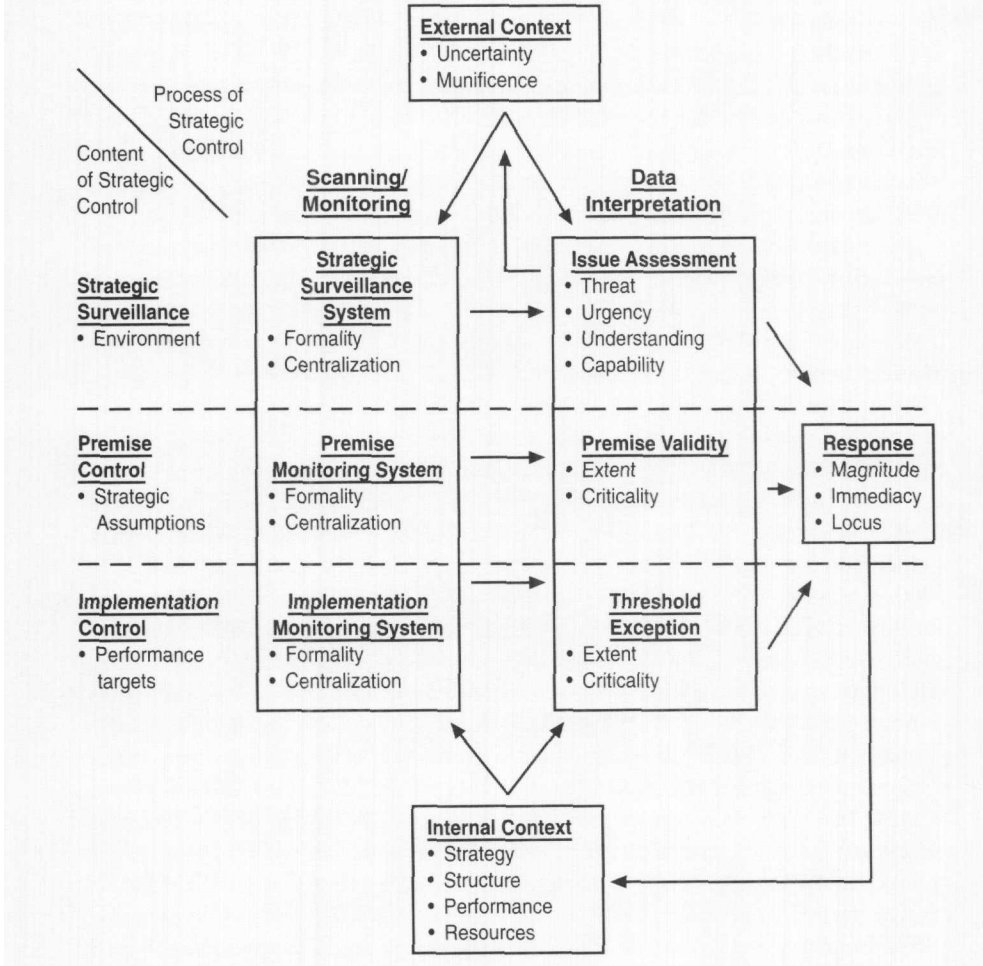 External Context
• Uncertainty
• Munificence
Process of
Strategic
Control
Content
of Strategic
Control
Scanning/
Monitoring
Data
Interpretation
Strategic
Surveillance
• Environment
Strategic
Surveillance
System
• Formality
• Centralization
Issue Assessment
• Threat
• Urgency
• Understanding
• Capability
Premise
Control
• Strategic
Assumptions
Premise
Monitoring System
• Formality
• Centralization
Premise Validity
• Extent
• Criticality
Response
• Magnitude
• Immediacy
• Locus
Implementation
Control
• Performance
targets
Implementation
Monitoring System
• Formality
• Centralization
Threshold
Exception
• Extent
• Criticality
Internal Context
• Strategy
• Structure
• Performance
• Resources